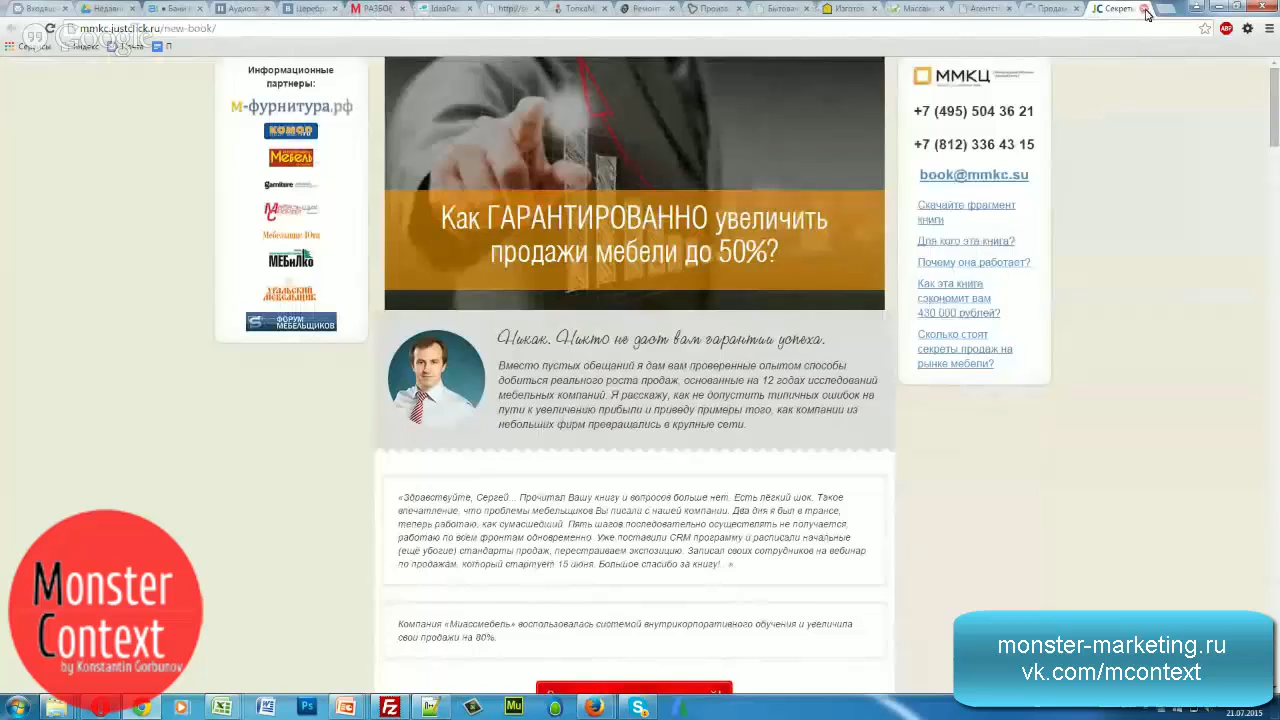 mmkc.justclick.ru/new-book/
Информационные
партнеры:
М-фурнитура.рф
КОМОД
Мебель
Мебельщик Юга
МЕБиЛКо
УРАЛЬСКИЙ
МЕБЕЛЬЩИК
ФОРУМ
МЕБЕЛЬЩИКОВ
Как ГАРАНТИРОВАННО увеличить
продажи мебели до 50%?
Никак. Никто не даст вам гарантии успеха.
Вместо пустых обещаний я дам вам проверенные опытом способы
добиться реального роста продаж, основанные на 12 годах исследований
мебельных компаний. Я расскажу, как не допустить типичных ошибок на
пути к увеличению прибыли и приведу примеры того, как компании из
небольших фирм превращались в крупные сети.
«Здравствуйте, Сергей... Прочитал Вашу книгу и вопросов больше нет. Есть лёгкий шок. Такое
впечатление, что проблемы мебельщиков Вы писали с нашей компании. Два дня я был в трансе,
теперь работаю, как сумасшедший. Пять шагов последовательно осуществлять не получается,
работаю по всем фронтам одновременно. Уже поставили CRM программу и расписали начальные
(ещё убогие) стандарты продаж, перестраиваем экспозицию. Записал своих сотрудников на вебинар
по продажам, который стартует 15 июня. Большое спасибо за книгу!.. »
Компания «Миассмебель» воспользовалась системой внутрикорпоративного обучения и увеличила
свои продажи на 80%.
ММКЦ
+7 (495) 504 36 21
+7 (812) 336 43 15
book@mmkc.su
Скачайте фрагмент
книги
Для кого эта книга?
Почему она работает?
Как эта книга
сэкономит вам
430 000 рублей?
Сколько стоят
секреты продаж на
рынке мебели?
Monster
Context
by Konstantin Gorbunov
monster-marketing.ru
vk.com/mcontext
21.07.2015